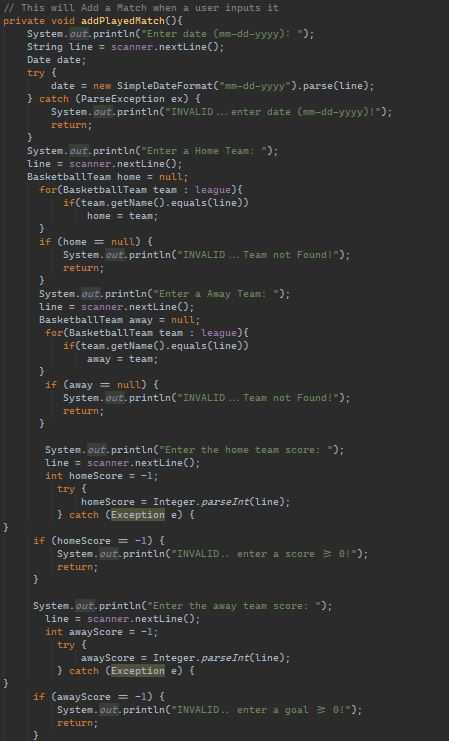 // This will Add a Match when a user inputs it
private void addPlayedMatch(){
System.out.println("Enter date (mm-dd-yyyy): ");
String line = scanner.nextLine();
Date date;
try {
date = new SimpleDateFormat("mm-dd-yyyy").parse(line);
} catch (ParseException ex) {
System.out.println("INVALID...enter date (mm-dd-yyyy)!");
return;
}
System.out.println("Enter a Home Team: ");
line = scanner.nextLine();
BasketballTeam home = null;
for(BasketballTeam team : league){
if(team.getName().equals(line))
home = team;
}
if (home == null) {
System.out.println("INVALID...Team not Found!");
return;
}
System.out.println("Enter a Away Team: ");
line = scanner.nextLine();
BasketballTeam away = null;
for(BasketballTeam team : league){
if(team.getName().equals(line))
away = team;
}
if (away == null) {
System.out.println("INVALID...Team not Found!");
return;
}
System.out.println("Enter the home team score: ");
line = scanner.nextLine();
int homeScore = -1;
try {
homeScore = Integer.parseInt(line);
} catch (Exception e) {
}
if (homeScore == -1) {
System.out.println("INVALID.. enter a score >= 0!");
return;
}
System.out.println("Enter the away team score: ");
line = scanner.nextLine();
int awayScore = -1;
try {
awayScore = Integer.parseInt(line);
} catch (Exception e) {
}
if (awayScore == -1) {
System.out.println("INVALID.. enter a goal >= 0!");
return;
}